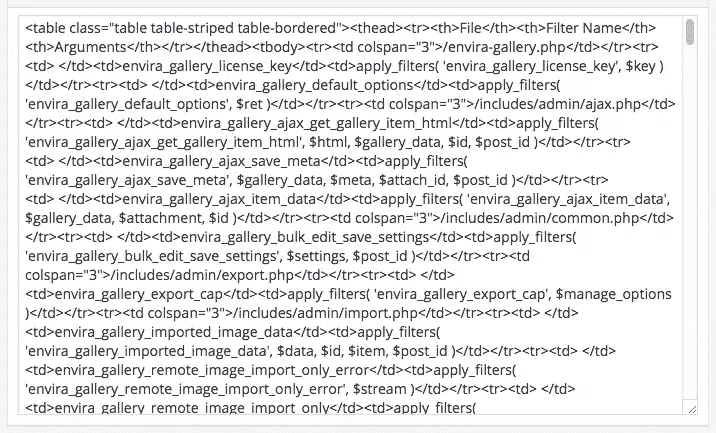 <table class="table table-striped table-bordered"><thead><tr><th>File</th><th>Filter Name</th>
<th>Arguments</th></tr></thead><tbody><tr><td colspan="3">/envira-gallery.php</td></tr><tr>
<td> </td><td>envira_gallery_license_key</td><td>apply_filters( 'envira_gallery_license_key', $key )
</td></tr><tr><td> </td><td>envira_gallery_default_options</td><td>apply_filters(
'envira_gallery_default_options', $ret )</td></tr><tr><td colspan="3">/includes/admin/ajax.php</td>
</tr><tr><td> </td><td>envira_gallery_ajax_get_gallery_item_html</td><td>apply_filters(
'envira_gallery_ajax_get_gallery_item_html', $html, $gallery_data, $id, $post_id )</td></tr><tr>
<td> </td><td>envira_gallery_ajax_save_meta</td><td>apply_filters(
'envira_gallery_ajax_save_meta', $gallery_data, $meta, $attach_id, $post_id )</td></tr><tr>
<td> </td><td>envira_gallery_ajax_item_data</td><td>apply_filters( 'envira_gallery_ajax_item_data',
$gallery_data, $attachment, $id )</td></tr><tr><td colspan="3">/includes/admin/common.php</td>
</tr><tr><td> </td><td>envira_gallery_bulk_edit_save_settings</td><td>apply_filters(
'envira_gallery_bulk_edit_save_settings', $settings, $post_id )</td></tr><tr><td
colspan="3">/includes/admin/export.php</td></tr><tr><td> </td>
<td>envira_gallery_export_cap</td><td>apply_filters( 'envira_gallery_export_cap', $manage_options
)</td></tr><tr><td colspan="3">/includes/admin/import.php</td></tr><tr><td> </td>
<td>envira_gallery_imported_image_data</td><td>apply_filters(
'envira_gallery_imported_image_data', $data, $id, $item, $post_id )</td></tr><tr><td> </td>
<td>envira_gallery_remote_image_import_only_error</td><td>apply_filters(
'envira_gallery_remote_image_import_only_error', $stream )</td></tr><tr><td> </td>
<td>envira_gallery_remote_image_import_only</td><td>apply_filters(